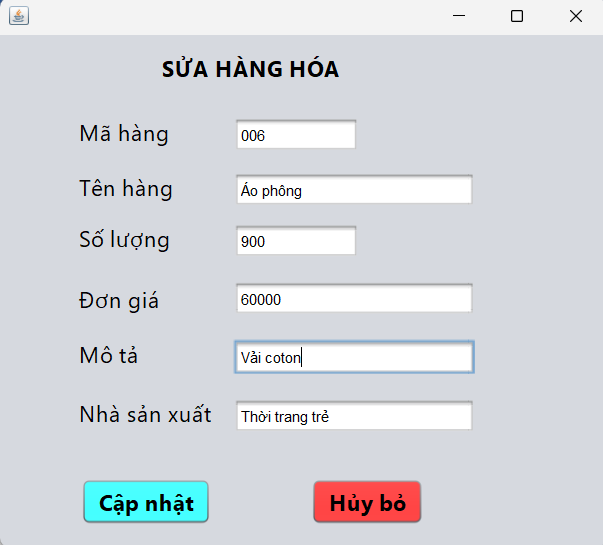 SỬA HÀNG HÓA
Mã hàng 006
Tên hàng Áo phông
Số lượng 900
Đơn giá 60000
Mô tả Vải coton
Nhà sản xuất Thời trang trẻ
Cập nhật Hủy bỏ